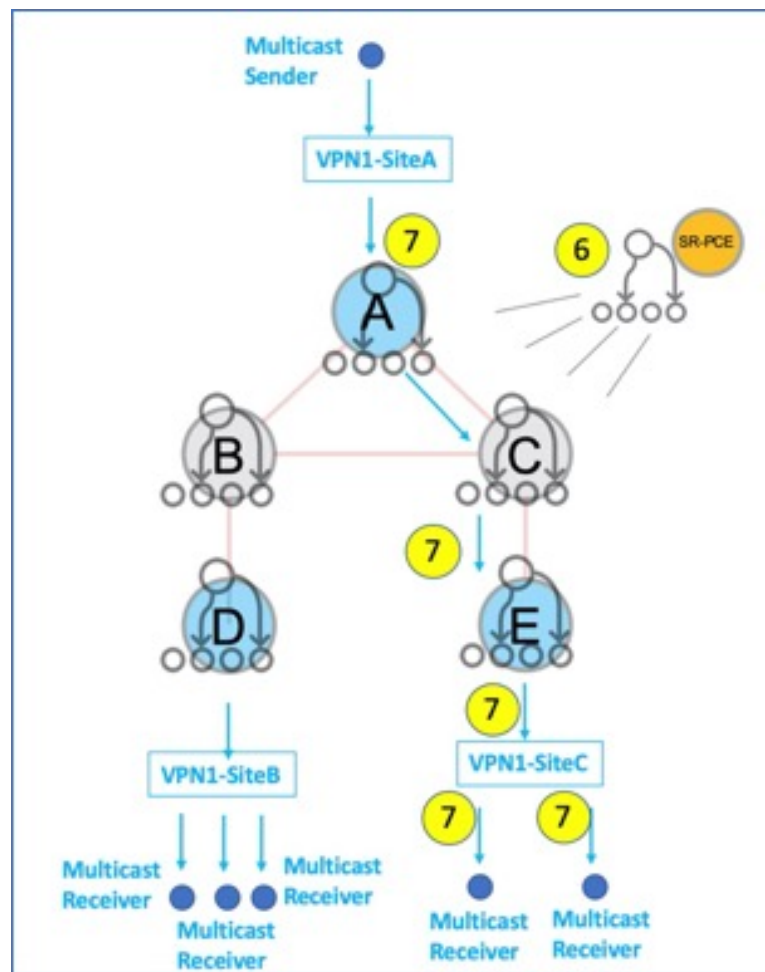 Multicast
Sender
VPN1-SiteA
7
6
SR-PCE
A
B
C
7
D
E
7
VPN1-SiteB
VPN1-SiteC
7
7
Multicast
Receiver
Multicast
Receiver
Multicast
Receiver
Multicast
Receiver
Multicast
Receiver